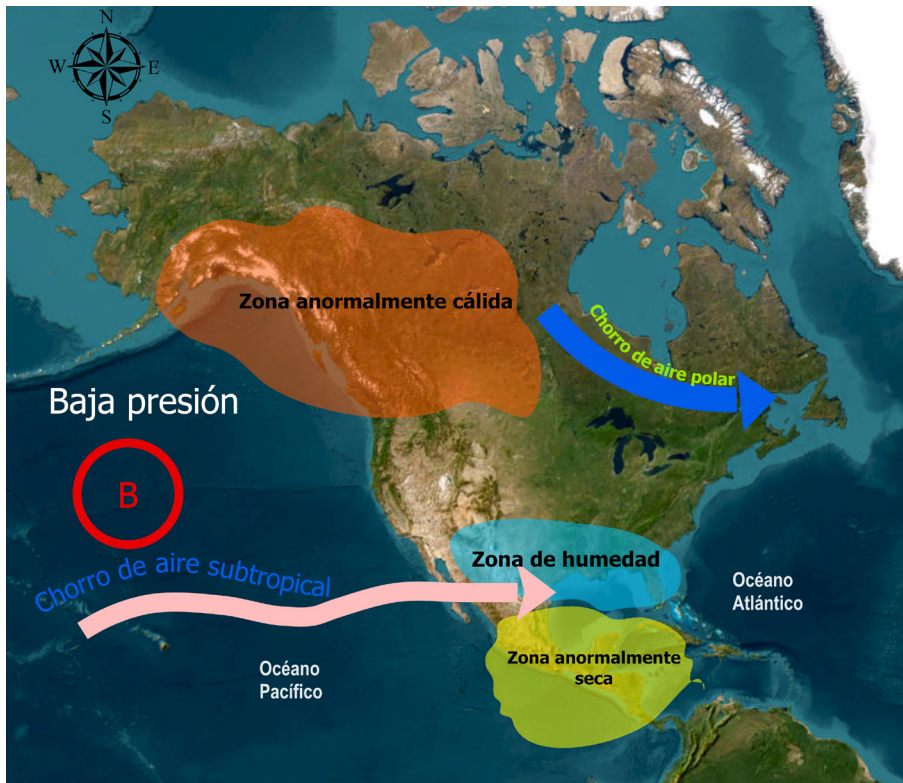 N
W
E
S
Zona anormalmente cálida
Chorro de aire polar
Baja presión
B
Chorro de aire subtropical
Zona de humedad
Océano
Atlántico
Zona anormalmente
seca
Océano
Pacífico